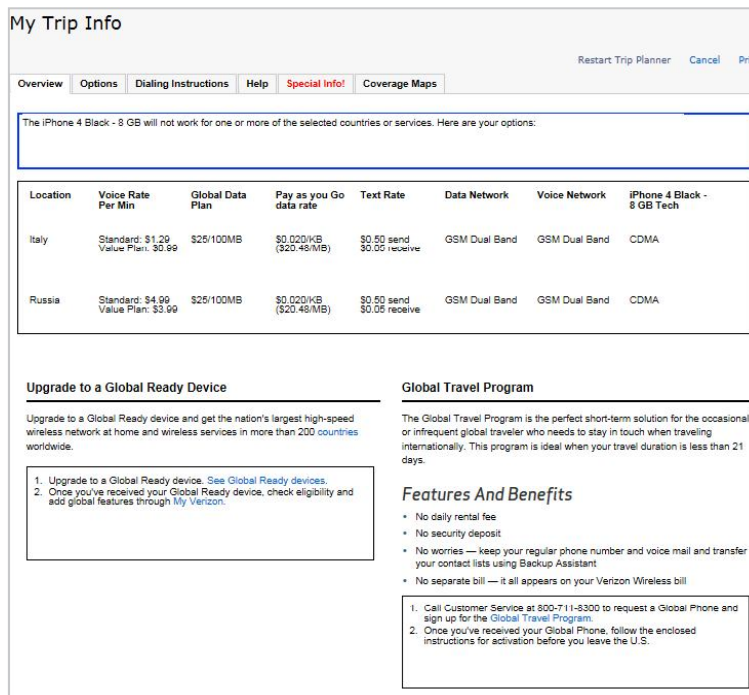 My Trip Info
Restart Trip Planner Cancel
Overview Options Dialing Instructions Help Special Info! Coverage Maps
The iPhone 4 Black - 8 GB will not work for one or more of the selected countries or services. Here are your options:
Location Voice Rate Per Min Global Data Plan Pay as you Go data rate Text Rate Data Network Voice Network iPhone 4 Black - 8 GB Tech
Italy Standard: $1.29 $25/100MB $0.020/KB $0.50 send GSM Dual Band GSM Dual Band CDMA
Value Plan: $0.99 ($20.48/MB) $0.05 receive
Russia Standard: $4.99 $25/100MB $0.020/KB $0.50 send GSM Dual Band GSM Dual Band CDMA
Value Plan: $3.99 ($20.48/MB) $0.05 receive
Upgrade to a Global Ready Device
Upgrade to a Global Ready device and get the nation's largest high-speed
wireless network at home and wireless services in more than 200 countries
worldwide.
1. Upgrade to a Global Ready device. See Global Ready devices.
2. Once you've received your Global Ready device, check eligibility and
add global features through My Verizon.
Global Travel Program
The Global Travel Program is the perfect short-term solution for the occasional
or infrequent global traveler who needs to stay in touch when traveling
internationally. This program is ideal when your travel duration is less than 21
days.
Features And Benefits
• No daily rental fee
• No security deposit
• No worries — keep your regular phone number and voice mail and transfer
your contact lists using Backup Assistant
• No separate bill — it all appears on your Verizon Wireless bill
1. Call Customer Service at 800-711-8300 to request a Global Phone and
sign up for the Global Travel Program.
2. Once you've received your Global Phone, follow the enclosed
instructions for activation before you leave the U.S.